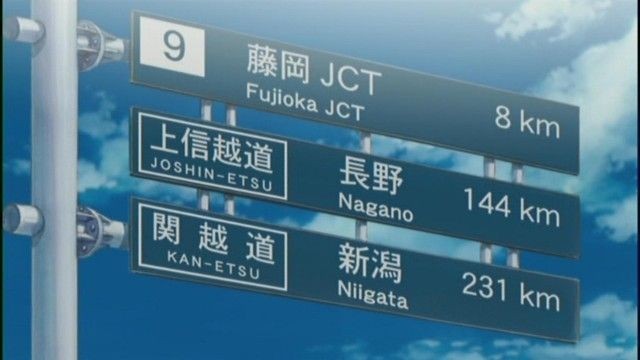 9
藤岡 JCT
Fujioka JCT
8 km
上信越道
JOSHIN-ETSU
長野
Nagano
144 km
関越道
KAN-ETSU
新潟
Niigata
231 km